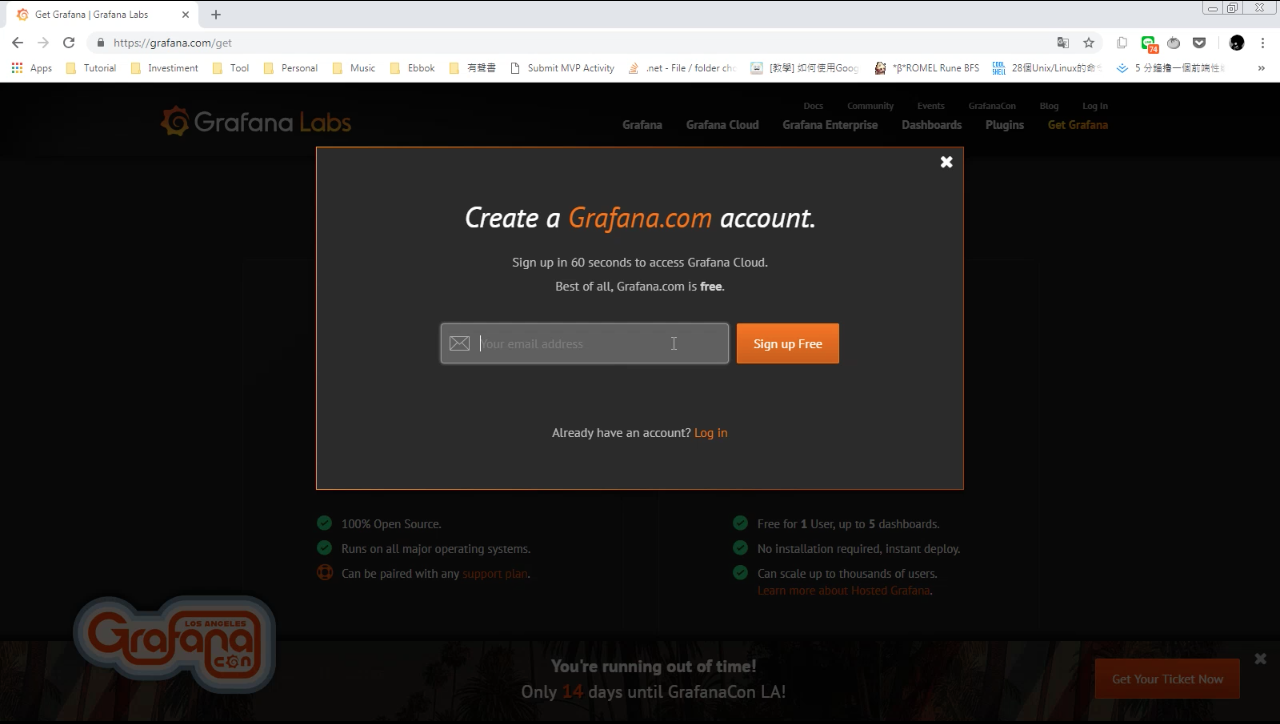 Get Grafana | Grafana Labs
https://grafana.com/get
74
Apps Tutorial Investiment Tool Personal Music Ebbok 有聲書 Submit MVP Activity .net - File / folder ch [教學] 如何使用Goog *β*ROMEL Rune BFS COOL SHELL 28個Unix/Linux的命 5 分鐘擼一個前端性 »
Docs Community Events GrafanaCon Blog Log In
Grafana Labs
Grafana Grafana Cloud Grafana Enterprise Dashboards Plugins Get Grafana
Create a Grafana.com account.
Sign up in 60 seconds to access Grafana Cloud.
Best of all, Grafana.com is free.
Your email address
Sign up Free
Already have an account? Log in
100% Open Source.
Runs on all major operating systems.
Can be paired with any support plan.
Free for 1 User, up to 5 dashboards.
No installation required, instant deploy.
Can scale up to thousands of users.
Learn more about Hosted Grafana.
LOS ANGELES
Grafana
con
You're running out of time!
Only 14 days until GrafanaCon LA!
Get Your Ticket Now